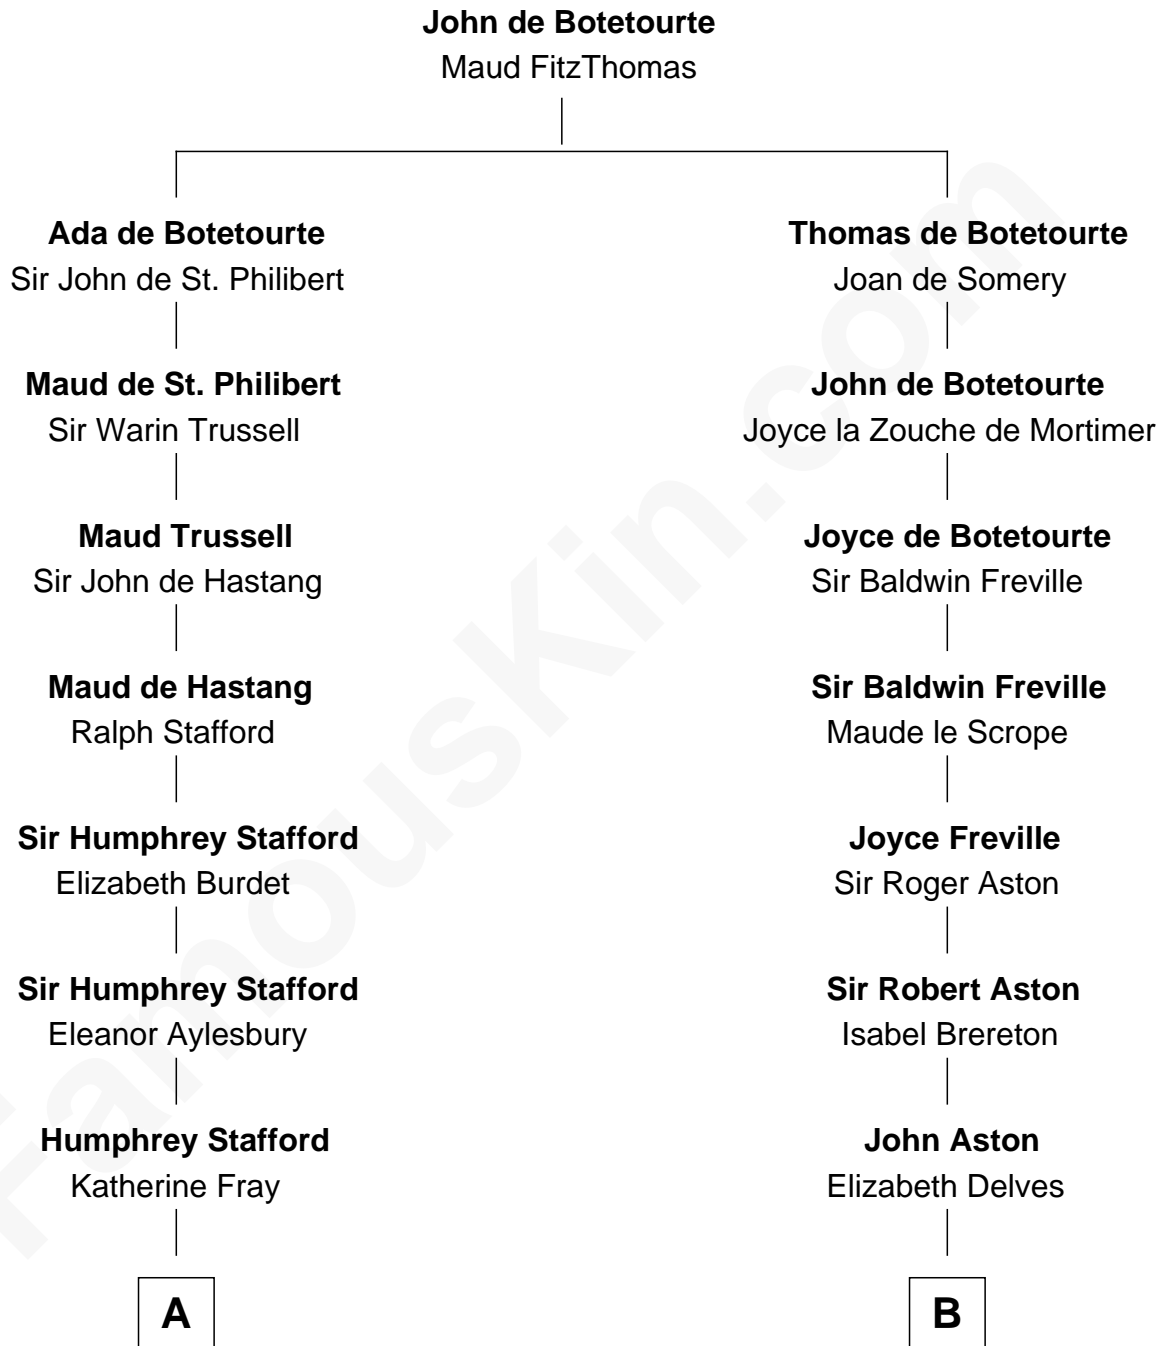 John de Botetourte
Maud FitzThomas
Ada de Botetourte
Sir John de St. Philibert
Maud de St. Philibert
Sir Warin Trussell
Maud Trussell
Sir John de Hastang
Maud de Hastang
Ralph Stafford
Sir Humphrey Stafford
Elizabeth Burdet
Sir Humphrey Stafford
Eleanor Aylesbury
Humphrey Stafford
Katherine Fray
A
Thomas de Botetourte
Joan de Somery
John de Botetourte
Joyce la Zouche de Mortimer
Joyce de Botetourte
Sir Baldwin Freville
Sir Baldwin Freville
Maude le Scrope
Joyce Freville
Sir Roger Aston
Sir Robert Aston
Isabel Brereton
John Aston
Elizabeth Delves
B
FamousKin.com